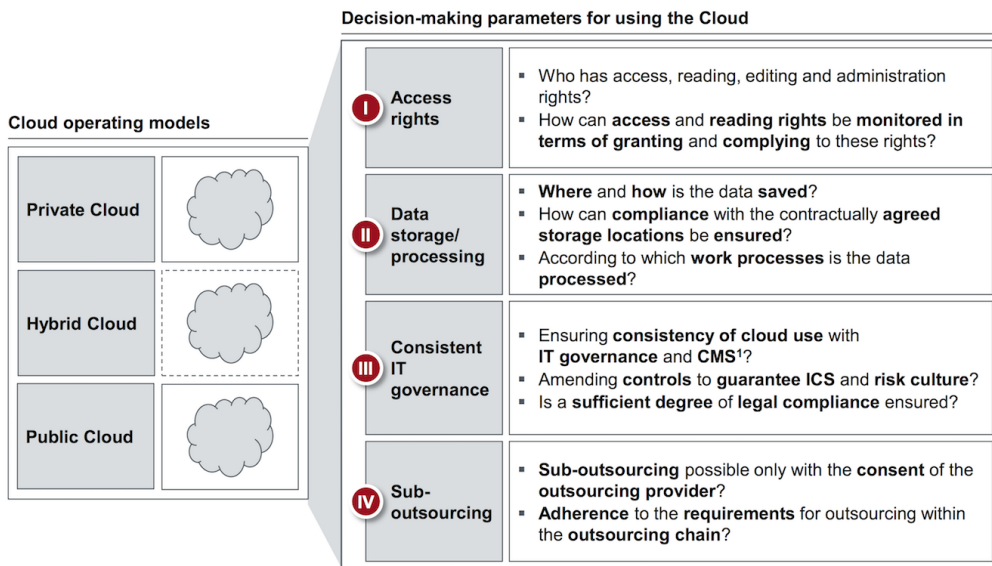 Decision-making parameters for using the Cloud
Cloud operating models
Private Cloud
Hybrid Cloud
Public Cloud
I
Access
rights
▪ Who has access, reading, editing and administration
rights?
▪ How can access and reading rights be monitored in
terms of granting and complying to these rights?
II
Data
storage/
processing
▪ Where and how is the data saved?
▪ How can compliance with the contractually agreed
storage locations be ensured?
▪ According to which work processes is the data
processed?
III
Consistent
IT
governance
▪ Ensuring consistency of cloud use with
IT governance and CMS¹?
▪ Amending controls to guarantee ICS and risk culture?
▪ Is a sufficient degree of legal compliance ensured?
IV
Sub-
outsourcing
▪ Sub-outsourcing possible only with the consent of the
outsourcing provider?
▪ Adherence to the requirements for outsourcing within
the outsourcing chain?